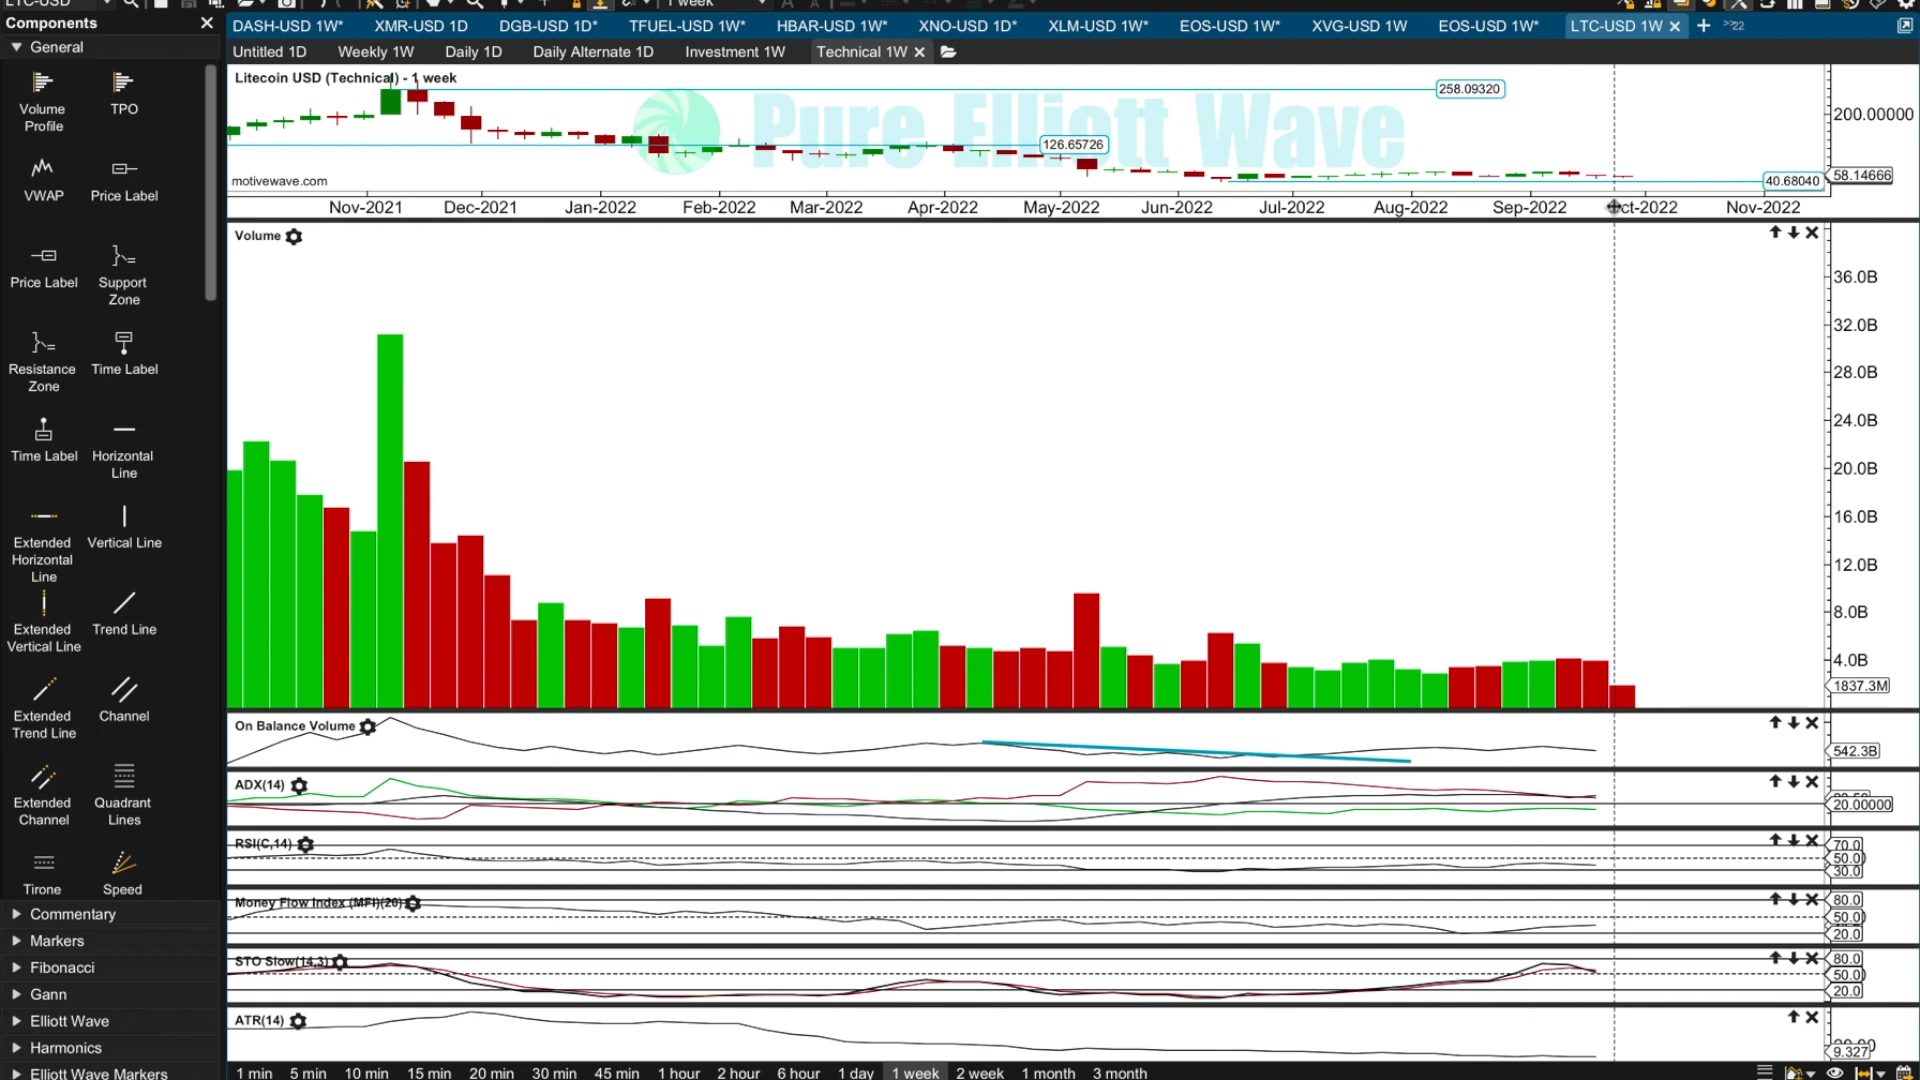 LTC-USD
1 week
Components
DASH-USD 1W* XMR-USD 1D DGB-USD 1D* TFUEL-USD 1W* HBAR-USD 1W* XNO-USD 1D* XLM-USD 1W* EOS-USD 1W* XVG-USD 1W EOS-USD 1W* LTC-USD 1W 22
General
Untitled 1D Weekly 1W Daily 1D Daily Alternate 1D Investment 1W Technical 1W
Volume Profile
TPO
VWAP
Price Label
Price Label
Support Zone
Resistance Zone
Time Label
Time Label
Horizontal Line
Extended Horizontal Line
Vertical Line
Extended Vertical Line
Trend Line
Extended Trend Line
Channel
Extended Channel
Quadrant Lines
Tirone
Speed
Commentary
Markers
Fibonacci
Gann
Elliott Wave
Harmonics
Elliott Wave Markers
Litecoin USD (Technical) - 1 week
Pure Elliott Wave
258.09320
200.00000
126.65726
58.14666
40.68040
motivewave.com
Nov-2021 Dec-2021 Jan-2022 Feb-2022 Mar-2022 Apr-2022 May-2022 Jun-2022 Jul-2022 Aug-2022 Sep-2022 ct-2022 Nov-2022
Volume
36.0B
32.0B
28.0B
24.0B
20.0B
16.0B
12.0B
8.0B
4.0B
1837.3M
On Balance Volume
542.3B
ADX(14)
20.00000
RSI(C,14)
70.0
50.0
30.0
Money Flow Index (MFI)(20)
80.0
50.0
20.0
STO Slow(14,3)
80.0
50.0
20.0
ATR(14)
9.327
1 min 5 min 10 min 15 min 20 min 30 min 45 min 1 hour 2 hour 6 hour 1 day 1 week 2 week 1 month 3 month